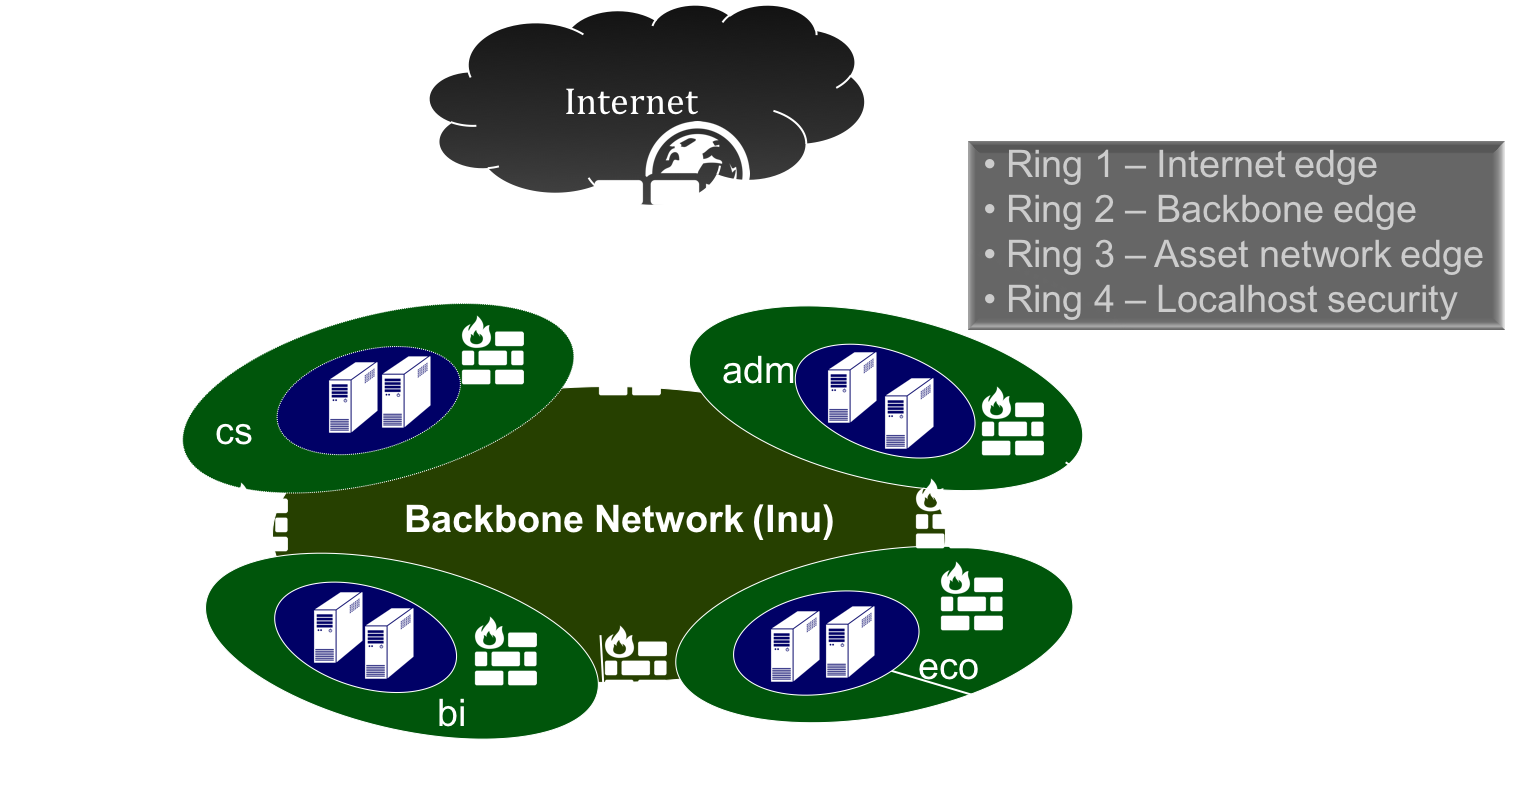 Internet
• Ring 1 – Internet edge
• Ring 2 – Backbone edge
• Ring 3 – Asset network edge
• Ring 4 – Localhost security
adm
cs
Backbone Network (lnu)
eco
bi